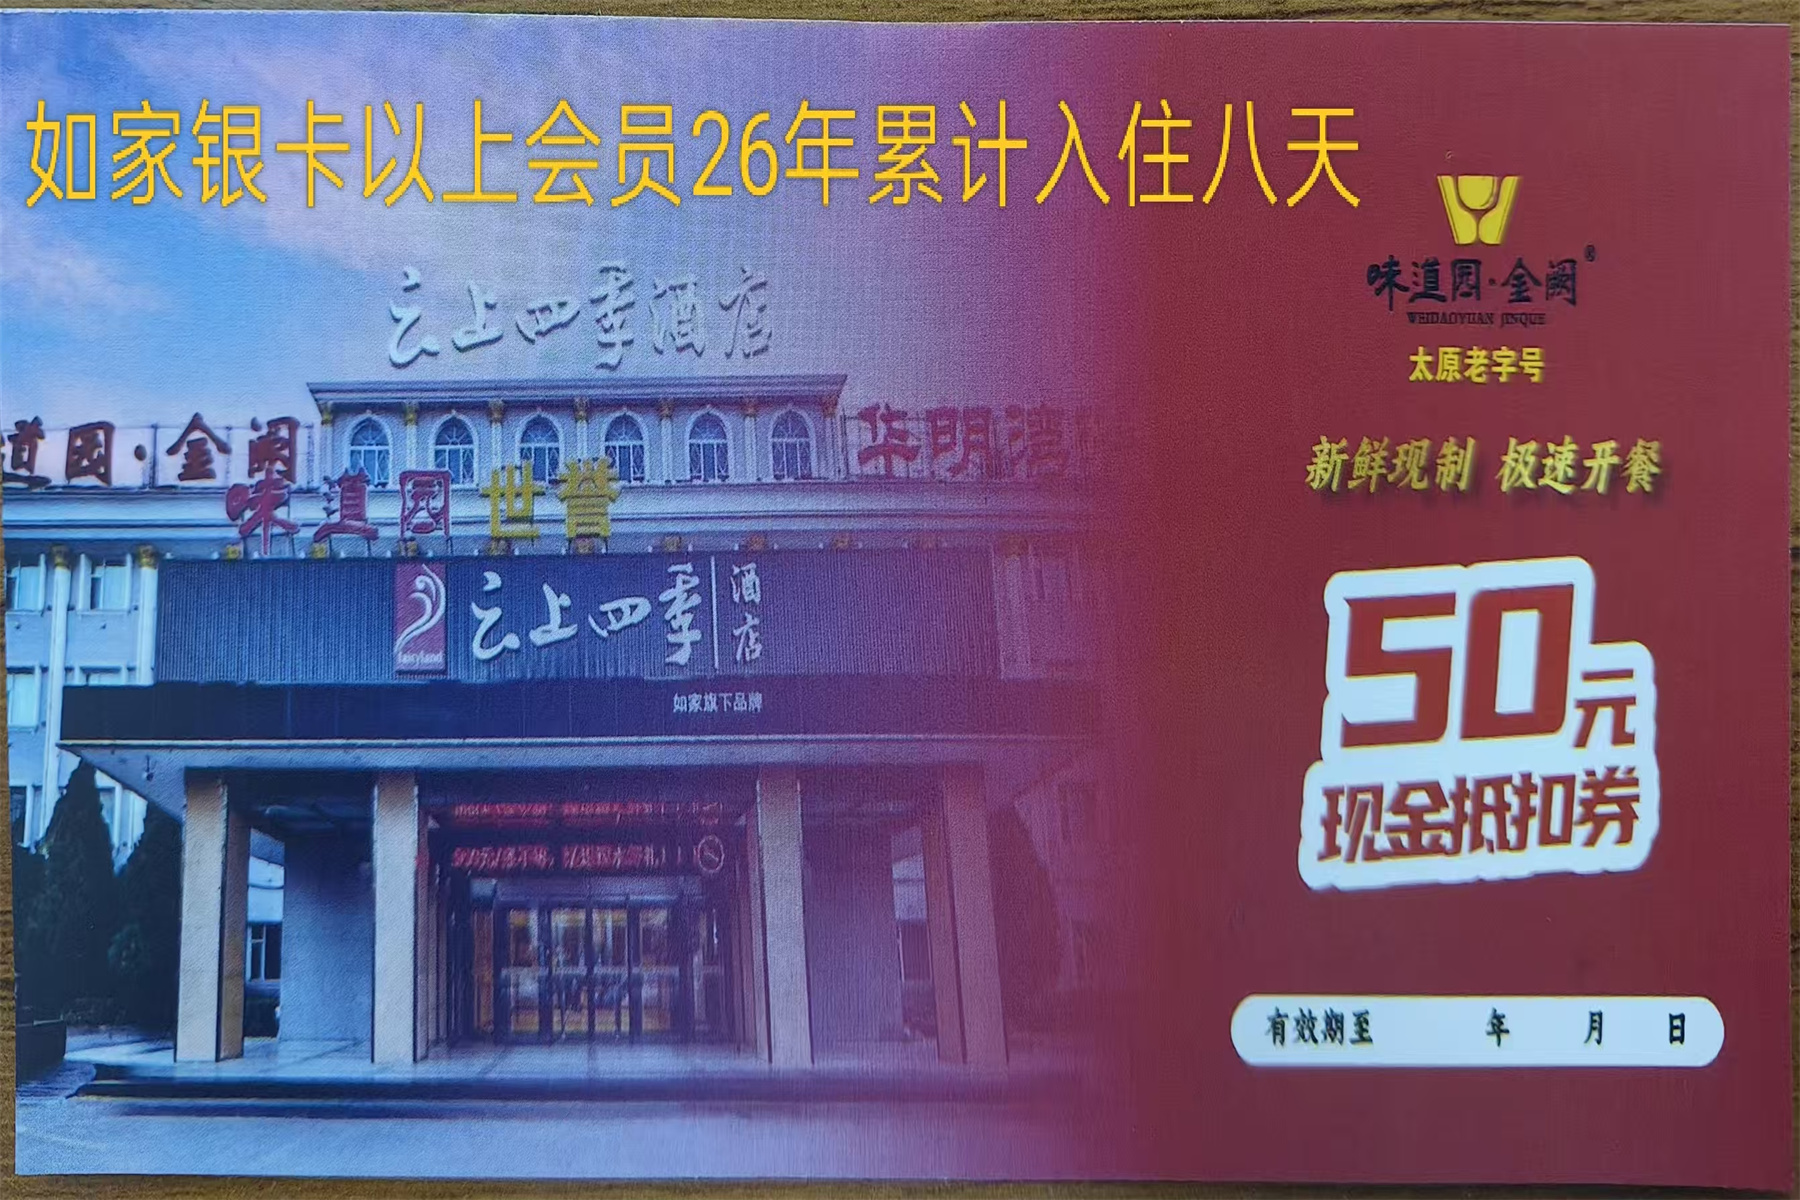 如家银卡以上会员26年累计入住八天
味道园·金阙®
WEIDAOYUAN JINQUE
太原老字号
云上四季酒店
道园·金阙
华明湾
味道园世誉
新鲜现制 极速开餐
fairyland
云上四季酒店
如家旗下品牌
50元
现金抵扣券
有效期至 年 月 日